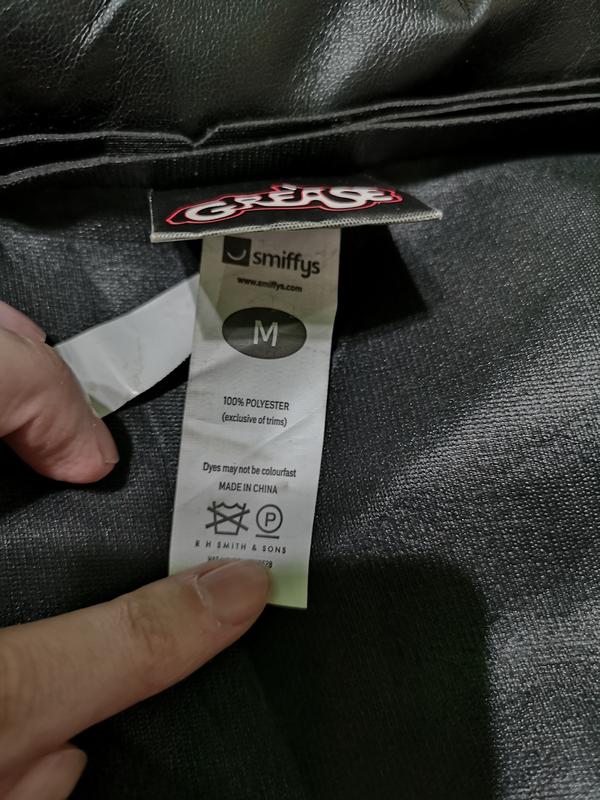 GREASE
smiffys
www.smiffys.com
M
100% POLYESTER
(exclusive of trims)
Dyes may not be colourfast
MADE IN CHINA
P
R H SMITH & SONS